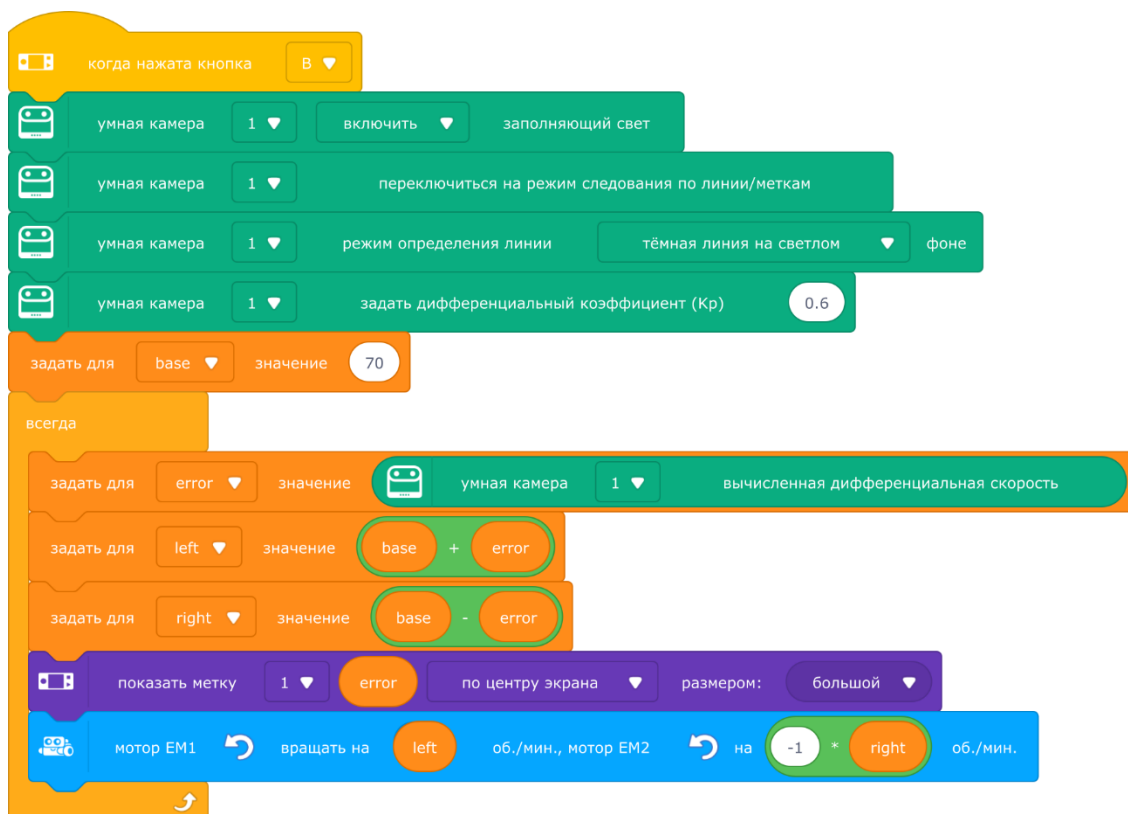 когда нажата кнопка B
умная камера 1 включить заполняющий свет
умная камера 1 переключиться на режим следования по линии/меткам
умная камера 1 режим определения линии тёмная линия на светлом фоне
умная камера 1 задать дифференциальный коэффициент (Kp) 0.6
задать для base значение 70
всегда
задать для error значение умная камера 1 вычисленная дифференциальная скорость
задать для left значение base + error
задать для right значение base - error
показать метку 1 error по центру экрана размером: большой
мотор EM1 вращать на left об./мин., мотор EM2 на -1 * right об./мин.